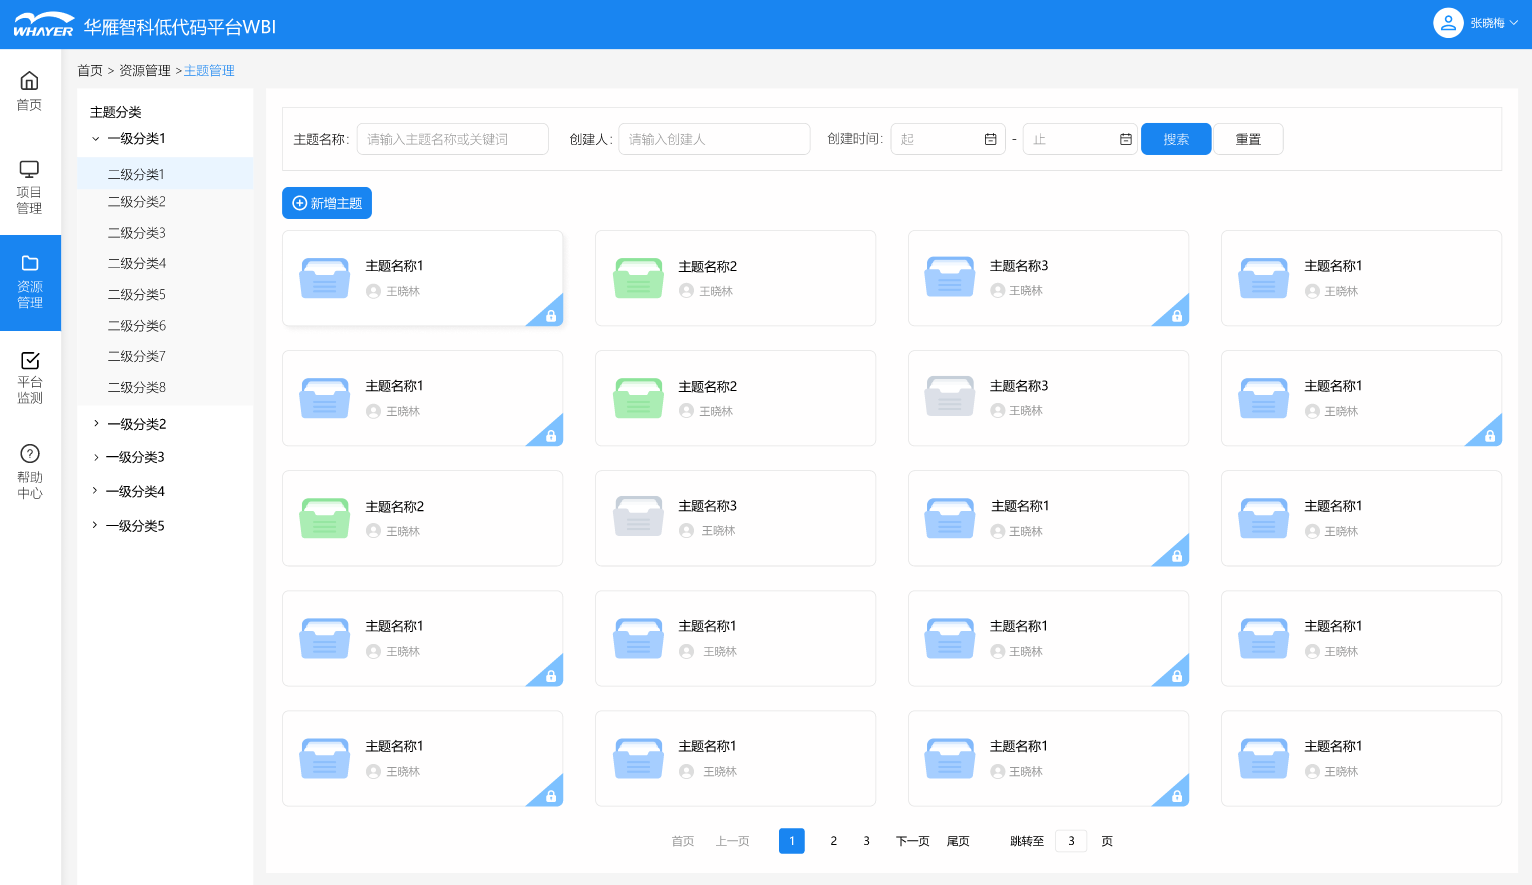 WHAYER 华雁智科低代码平台WBI
张晓梅
首页
项目
管理
资源
管理
平台
监测
帮助
中心
首页 > 资源管理 >主题管理
主题分类
一级分类1
二级分类1
二级分类2
二级分类3
二级分类4
二级分类5
二级分类6
二级分类7
二级分类8
一级分类2
一级分类3
一级分类4
一级分类5
主题名称: 请输入主题名称或关键词 创建人: 请输入创建人 创建时间: 起 - 止 搜索 重置
新增主题
主题名称1 主题名称2 主题名称3 主题名称1
王晓林 王晓林 王晓林 王晓林
主题名称1 主题名称2 主题名称3 主题名称1
王晓林 王晓林 王晓林 王晓林
主题名称2 主题名称3 主题名称1 主题名称1
王晓林 王晓林 王晓林 王晓林
主题名称1 主题名称1 主题名称1 主题名称1
王晓林 王晓林 王晓林 王晓林
主题名称1 主题名称1 主题名称1 主题名称1
王晓林 王晓林 王晓林 王晓林
首页 上一页 1 2 3 下一页 尾页 跳转至 3 页